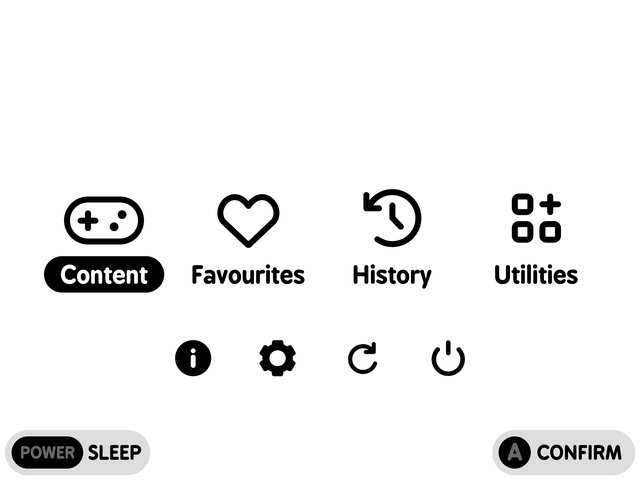 Content
Favourites
History
Utilities
POWER SLEEP
A CONFIRM